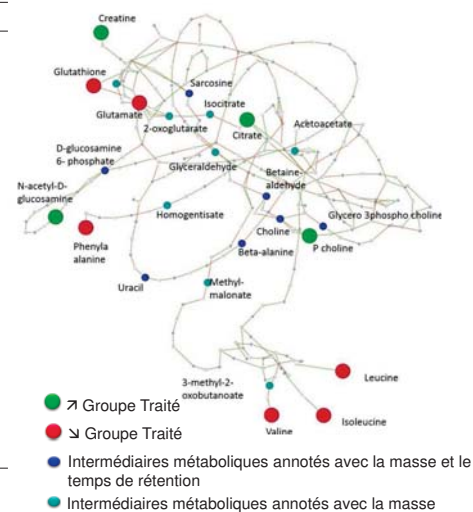 Creatine
Glutathione
Sarcosine
Isocitrate
Glutamate
2-oxoglutarate
Citrate
Acetoacetate
D-glucosamine
6- phosphate
Glyceraldehyde
Betaine-
aldehyde
N-acetyl-D-
glucosamine
Homogentisate
Glycero 3phospho choline
Choline
Phenyla
alanine
P choline
Beta-alanine
Uracil
Methyl-
malonate
3-methyl-2-
oxobutanoate
Leucine
Isoleucine
Valine
↗ Groupe Traité
↘ Groupe Traité
Intermédiaires métaboliques annotés avec la masse et le
temps de rétention
Intermédiaires métaboliques annotés avec la masse